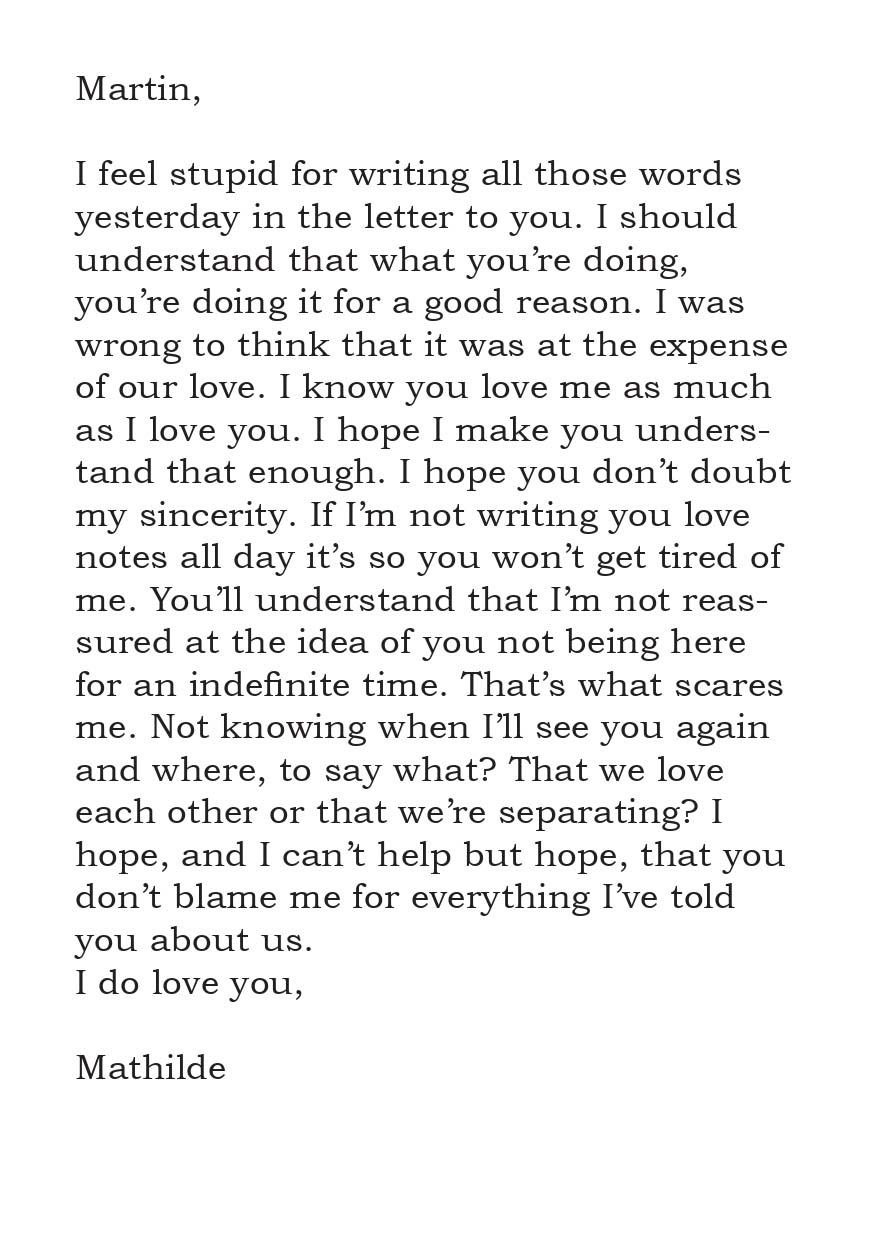 Martin,
I feel stupid for writing all those words
yesterday in the letter to you. I should
understand that what you’re doing,
you’re doing it for a good reason. I was
wrong to think that it was at the expense
of our love. I know you love me as much
as I love you. I hope I make you unders-
tand that enough. I hope you don’t doubt
my sincerity. If I’m not writing you love
notes all day it’s so you won’t get tired of
me. You’ll understand that I’m not reas-
sured at the idea of you not being here
for an indefinite time. That’s what scares
me. Not knowing when I’ll see you again
and where, to say what? That we love
each other or that we’re separating? I
hope, and I can’t help but hope, that you
don’t blame me for everything I’ve told
you about us.
I do love you,
Mathilde